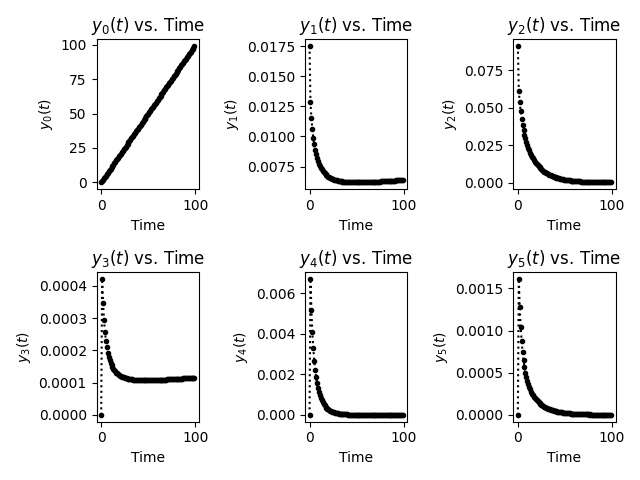 y₀(t) vs. Time
100
75
50
25
0
y₀(t)
0 100
Time
y₁(t) vs. Time
0.0175
0.0150
0.0125
0.0100
0.0075
y₁(t)
0 100
Time
y₂(t) vs. Time
0.075
0.050
0.025
0.000
y₂(t)
0 100
Time
y₃(t) vs. Time
0.0004
0.0003
0.0002
0.0001
0.0000
y₃(t)
0 100
Time
y₄(t) vs. Time
0.006
0.004
0.002
0.000
y₄(t)
0 100
Time
y₅(t) vs. Time
0.0015
0.0010
0.0005
0.0000
y₅(t)
0 100
Time